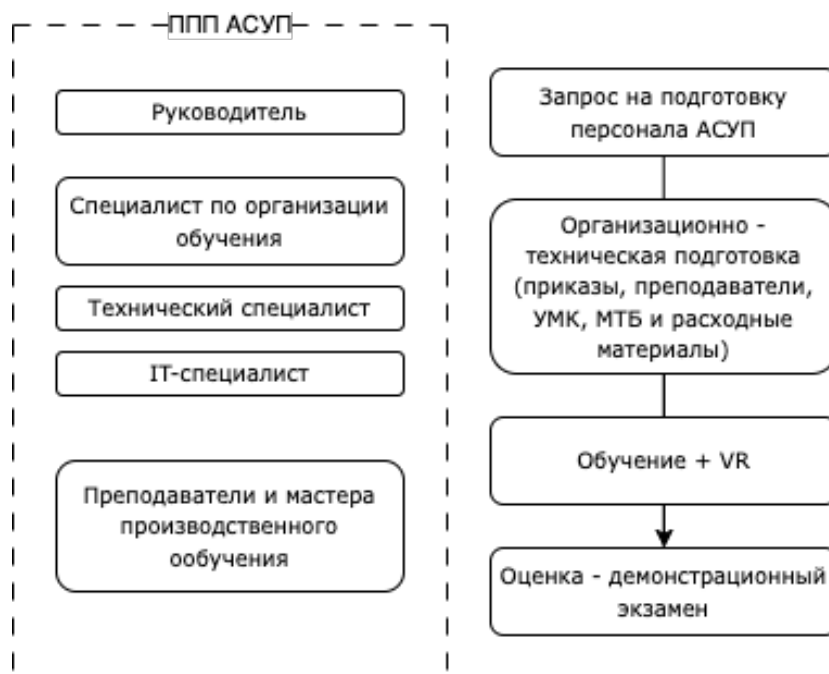 ППП АСУП
Руководитель
Специалист по организации
обучения
Технический специалист
IT-специалист
Преподаватели и мастера
производственного
ообучения
Запрос на подготовку
персонала АСУП
Организационно -
техническая подготовка
(приказы, преподаватели,
УМК, МТБ и расходные
материалы)
Обучение + VR
Оценка - демонстрационный
экзамен